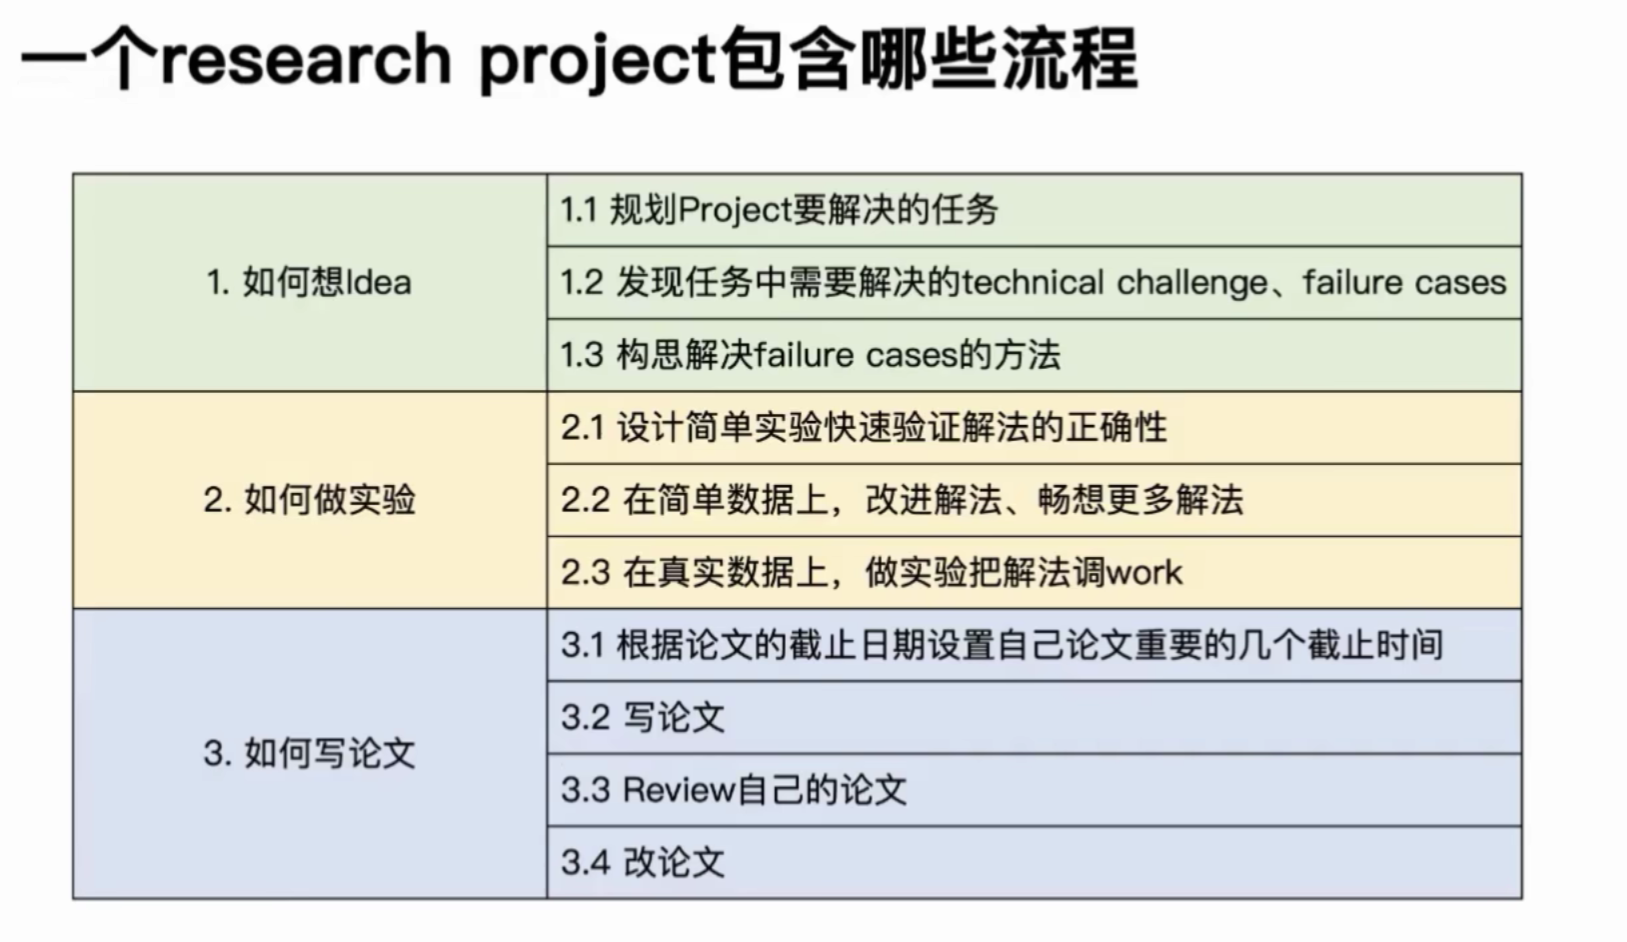 一个research project包含哪些流程
1. 如何想Idea
1.1 规划Project要解决的任务
1.2 发现任务中需要解决的technical challenge、failure cases
1.3 构思解决failure cases的方法
2. 如何做实验
2.1 设计简单实验快速验证解法的正确性
2.2 在简单数据上，改进解法、畅想更多解法
2.3 在真实数据上，做实验把解法调work
3. 如何写论文
3.1 根据论文的截止日期设置自己论文重要的几个截止时间
3.2 写论文
3.3 Review自己的论文
3.4 改论文